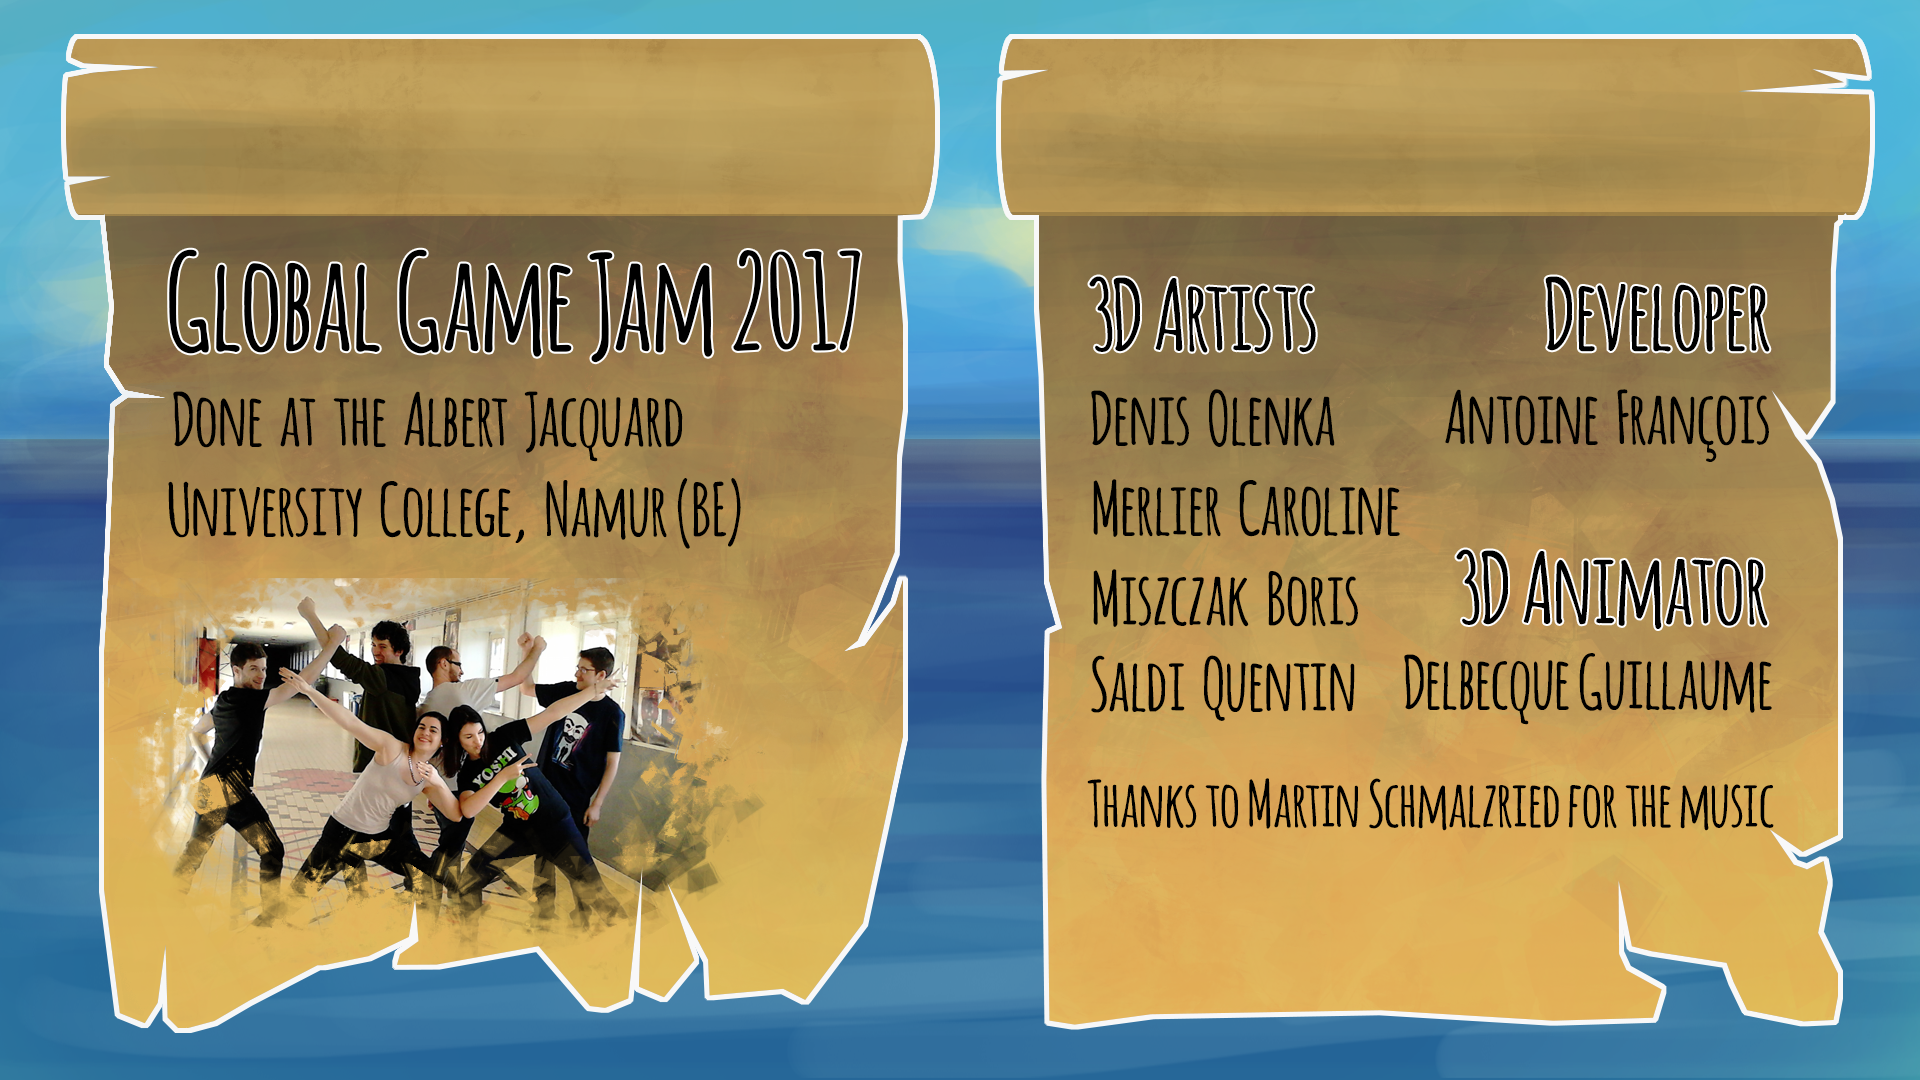 Global Game Jam 2017
Done at the Albert Jacquard
University College, Namur (BE)
YOSHI
3D Artists
Denis Olenka
Merlier Caroline
Miszczak Boris
Saldi Quentin
Developer
Antoine François
3D Animator
Delbecque Guillaume
Thanks to Martin Schmalzried for the music